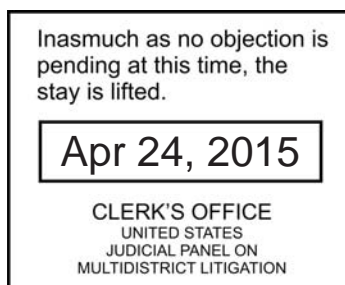 Inasmuch as no objection is
pending at this time, the
stay is lifted.
Apr 24, 2015
CLERK'S OFFICE
UNITED STATES
JUDICIAL PANEL ON
MULTIDISTRICT LITIGATION